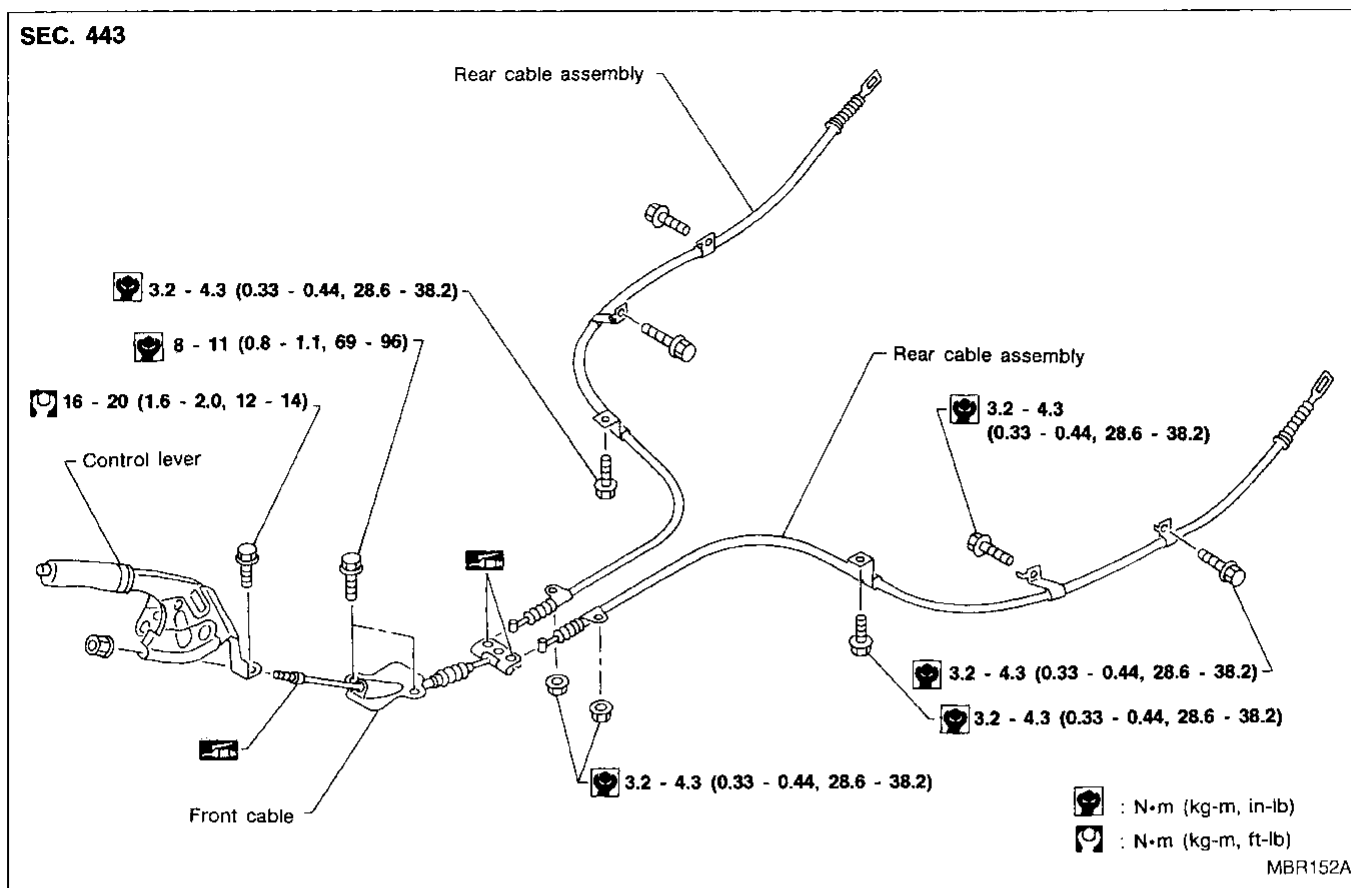 SEC. 443
Rear cable assembly
3.2 - 4.3 (0.33 - 0.44, 28.6 - 38.2)
8 - 11 (0.8 - 1.1, 69 - 96)
Rear cable assembly
16 - 20 (1.6 - 2.0, 12 - 14)
3.2 - 4.3
(0.33 - 0.44, 28.6 - 38.2)
Control lever
3.2 - 4.3 (0.33 - 0.44, 28.6 - 38.2)
3.2 - 4.3 (0.33 - 0.44, 28.6 - 38.2)
3.2 - 4.3 (0.33 - 0.44, 28.6 - 38.2)
Front cable
: N•m (kg-m, in-lb)
: N•m (kg-m, ft-lb)
MBR152A